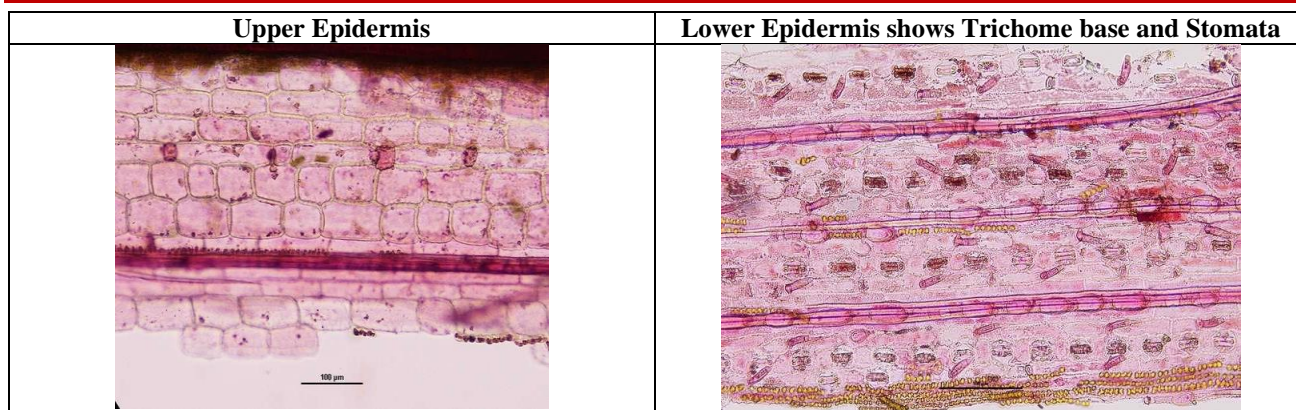 Upper Epidermis
Lower Epidermis shows Trichome base and Stomata
100 µm